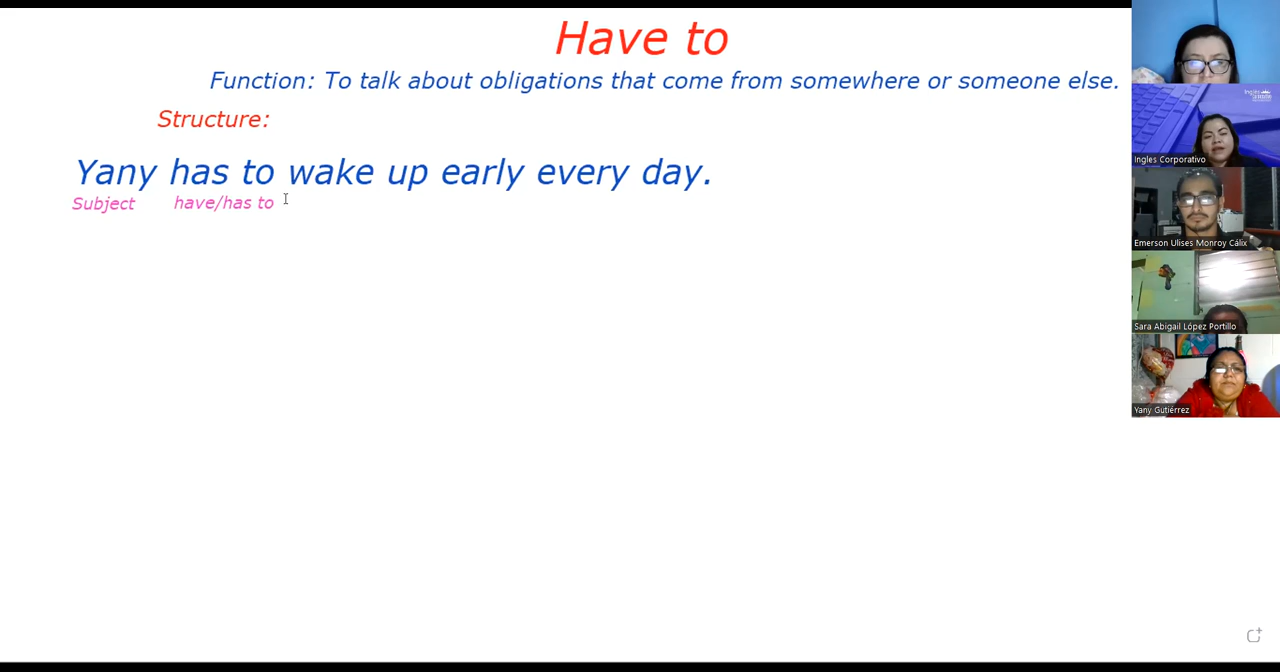 Have to
Function: To talk about obligations that come from somewhere or someone else.
Structure:
Yany has to wake up early every day.
Subject have/has to
Ingles Corporativo
Emerson Ulises Monroy Cálix
Sara Abigail López Portillo
Yany Gutiérrez